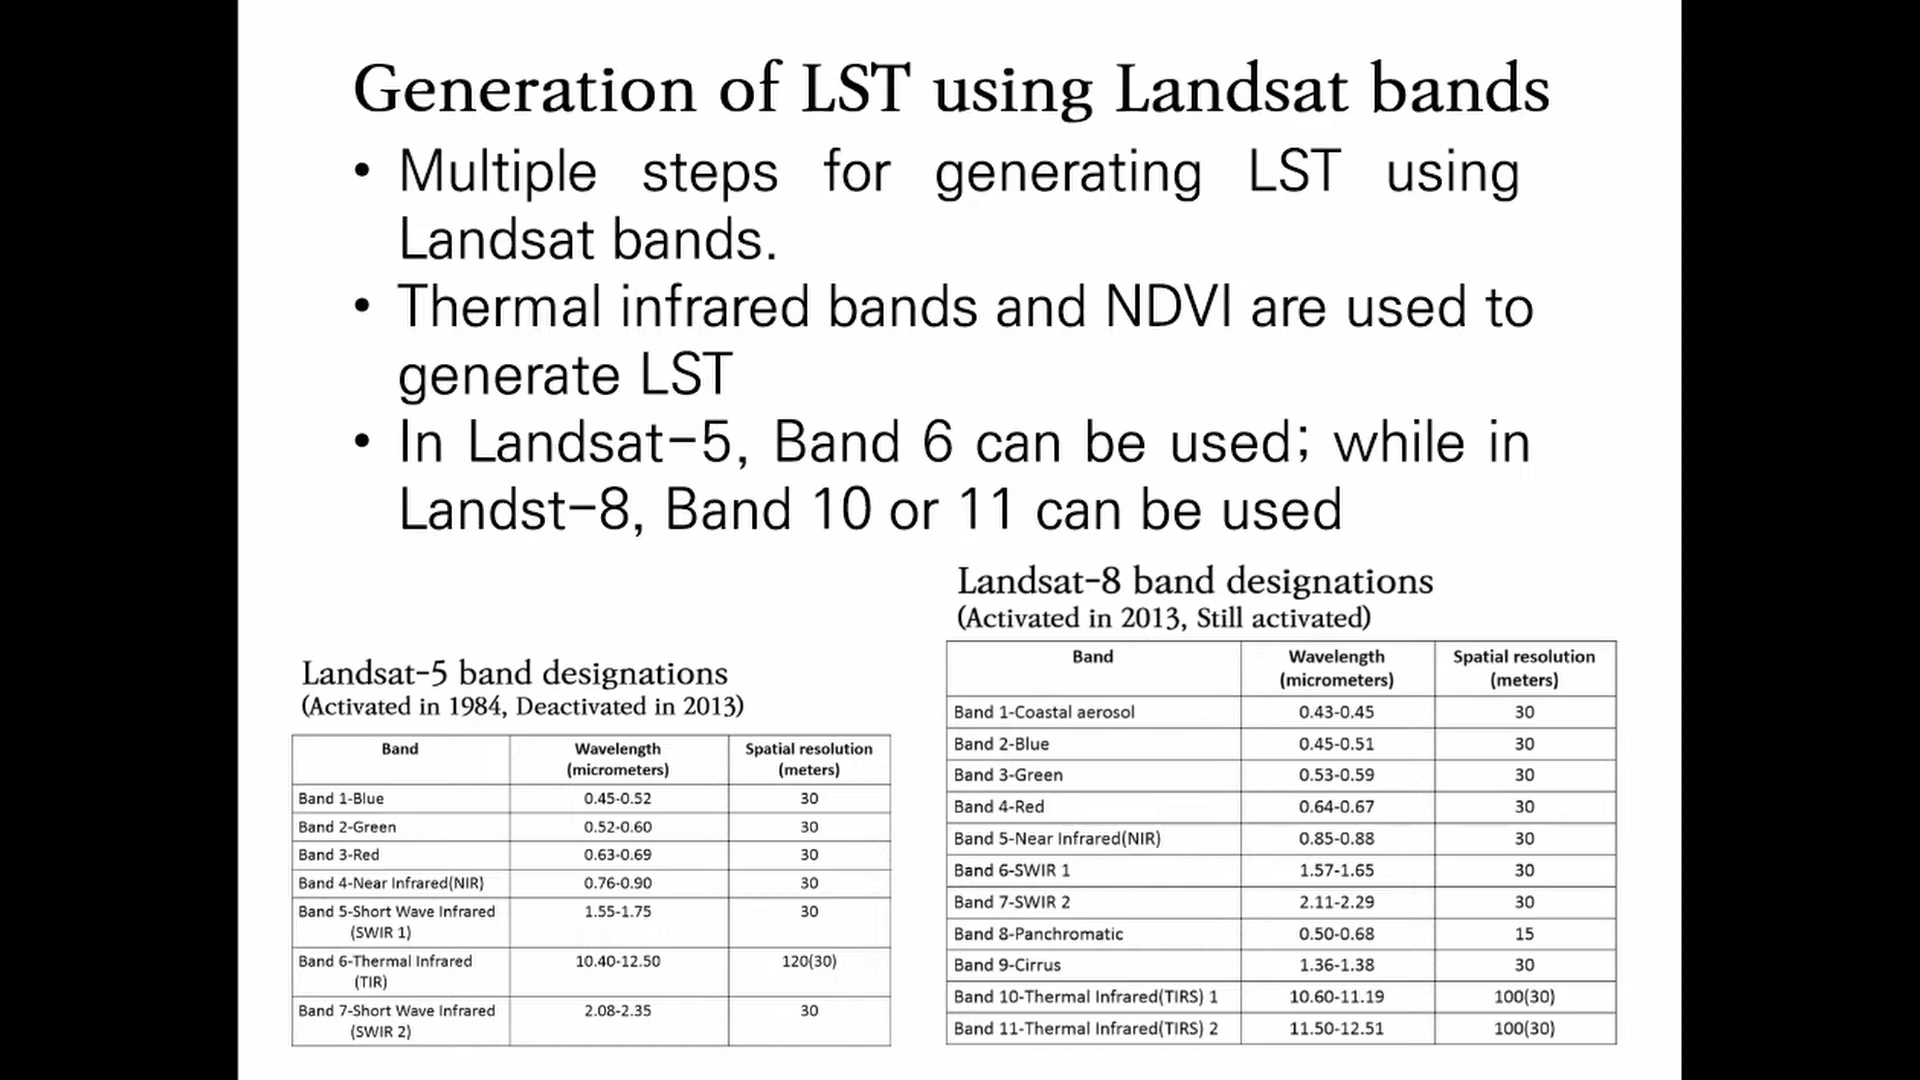 Generation of LST using Landsat bands
• Multiple steps for generating LST using
Landsat bands.
• Thermal infrared bands and NDVI are used to
generate LST
• In Landsat-5, Band 6 can be used; while in
Landst-8, Band 10 or 11 can be used
Landsat-5 band designations
(Activated in 1984, Deactivated in 2013)
Band Wavelength Spatial resolution
(micrometers) (meters)
Band 1-Blue 0.45-0.52 30
Band 2-Green 0.52-0.60 30
Band 3-Red 0.63-0.69 30
Band 4-Near Infrared(NIR) 0.76-0.90 30
Band 5-Short Wave Infrared 1.55-1.75 30
(SWIR 1)
Band 6-Thermal Infrared 10.40-12.50 120(30)
(TIR)
Band 7-Short Wave Infrared 2.08-2.35 30
(SWIR 2)
Landsat-8 band designations
(Activated in 2013, Still activated)
Band Wavelength Spatial resolution
(micrometers) (meters)
Band 1-Coastal aerosol 0.43-0.45 30
Band 2-Blue 0.45-0.51 30
Band 3-Green 0.53-0.59 30
Band 4-Red 0.64-0.67 30
Band 5-Near Infrared(NIR) 0.85-0.88 30
Band 6-SWIR 1 1.57-1.65 30
Band 7-SWIR 2 2.11-2.29 30
Band 8-Panchromatic 0.50-0.68 15
Band 9-Cirrus 1.36-1.38 30
Band 10-Thermal Infrared(TIRS) 1 10.60-11.19 100(30)
Band 11-Thermal Infrared(TIRS) 2 11.50-12.51 100(30)